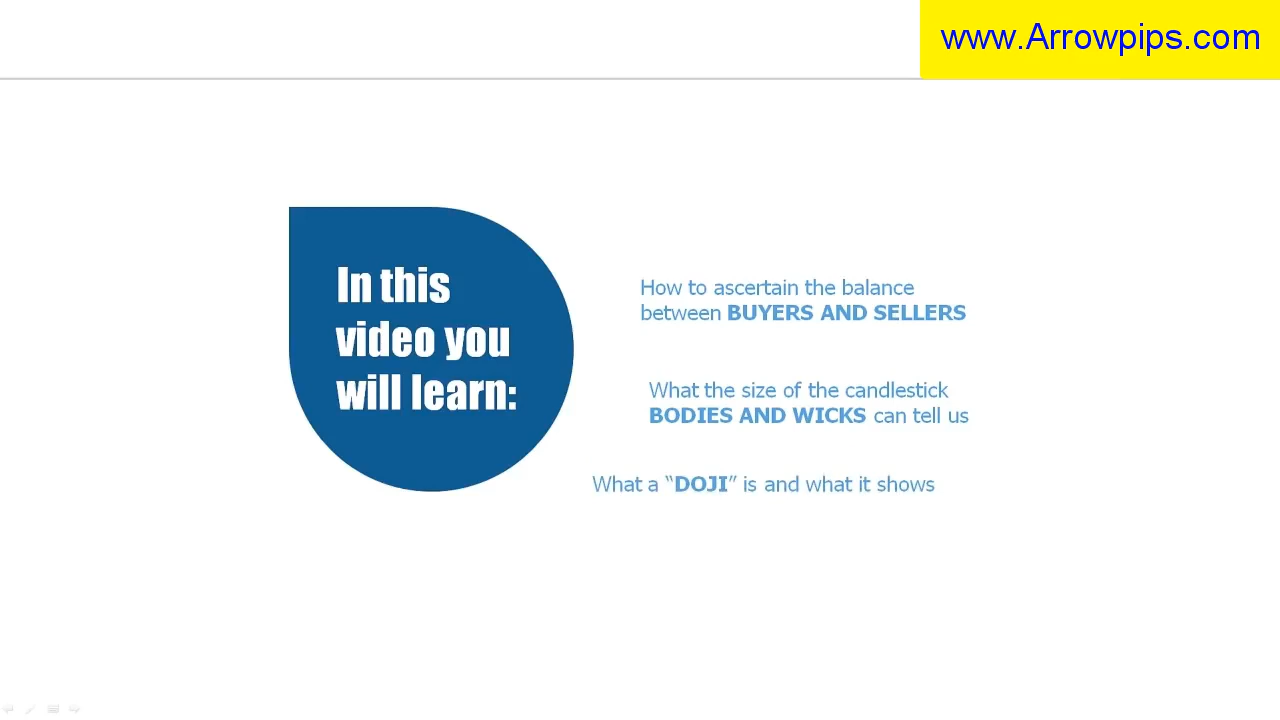 www.Arrowpips.com
In this
video you
will learn:
How to ascertain the balance
between BUYERS AND SELLERS
What the size of the candlestick
BODIES AND WICKS can tell us
What a “DOJI” is and what it shows